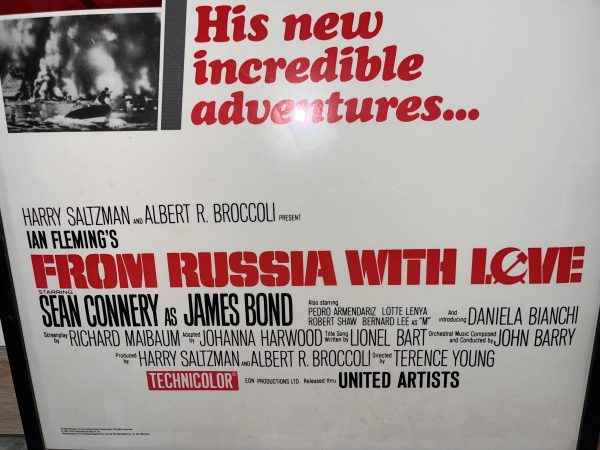 His new
incredible
adventures...
HARRY SALTZMAN AND ALBERT R. BROCCOLI PRESENT
IAN FLEMING'S
FROM RUSSIA WITH LOVE
STARRING
SEAN CONNERY AS JAMES BOND
Also starring
PEDRO ARMENDARIZ LOTTE LENYA
ROBERT SHAW BERNARD LEE AS "M"
And introducing DANIELA BIANCHI
Screenplay by RICHARD MAIBAUM Adapted by JOHANNA HARWOOD Title Song Written by LIONEL BART Orchestral Music Composed and Conducted by JOHN BARRY
Produced by HARRY SALTZMAN AND ALBERT R. BROCCOLI Directed by TERENCE YOUNG
TECHNICOLOR EON PRODUCTIONS LTD Released thru UNITED ARTISTS